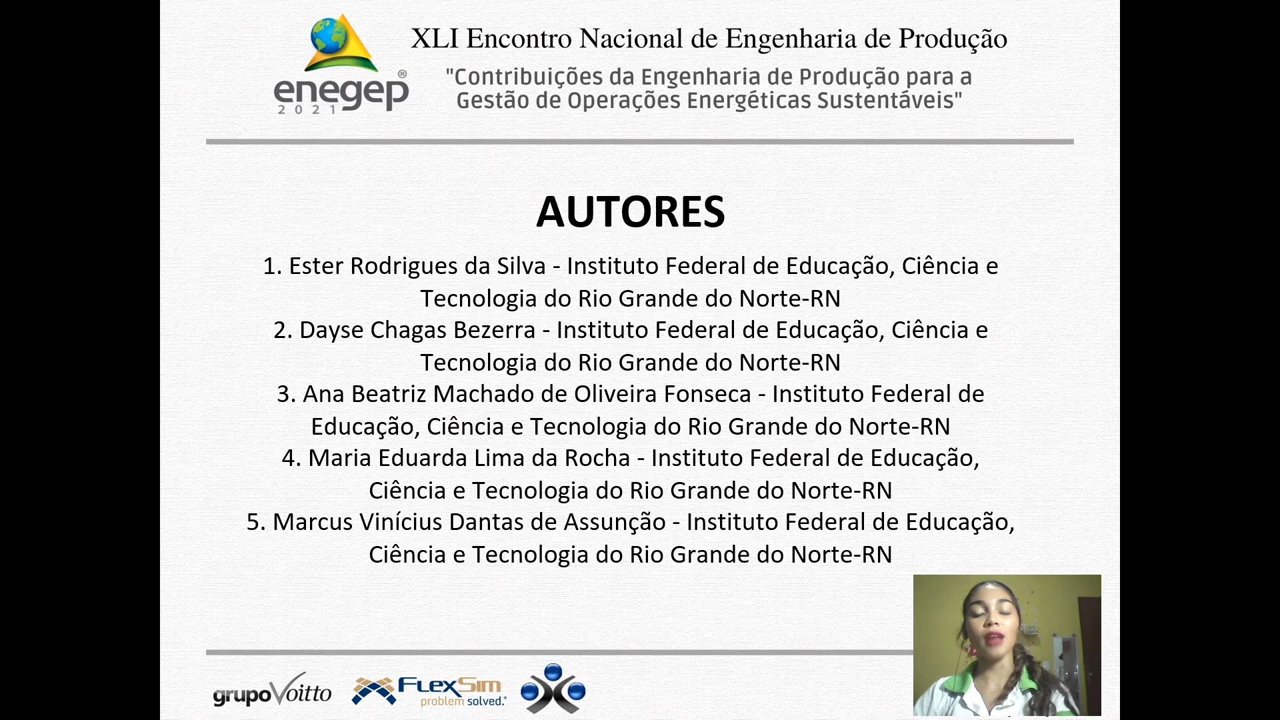 XLI Encontro Nacional de Engenharia de Produção
"Contribuições da Engenharia de Produção para a
Gestão de Operações Energéticas Sustentáveis"
enegep®
2021
AUTORES
1. Ester Rodrigues da Silva - Instituto Federal de Educação, Ciência e
Tecnologia do Rio Grande do Norte-RN
2. Dayse Chagas Bezerra - Instituto Federal de Educação, Ciência e
Tecnologia do Rio Grande do Norte-RN
3. Ana Beatriz Machado de Oliveira Fonseca - Instituto Federal de
Educação, Ciência e Tecnologia do Rio Grande do Norte-RN
4. Maria Eduarda Lima da Rocha - Instituto Federal de Educação,
Ciência e Tecnologia do Rio Grande do Norte-RN
5. Marcus Vinícius Dantas de Assunção - Instituto Federal de Educação,
Ciência e Tecnologia do Rio Grande do Norte-RN
grupoVoitto
FLEXSIM
problem solved.®